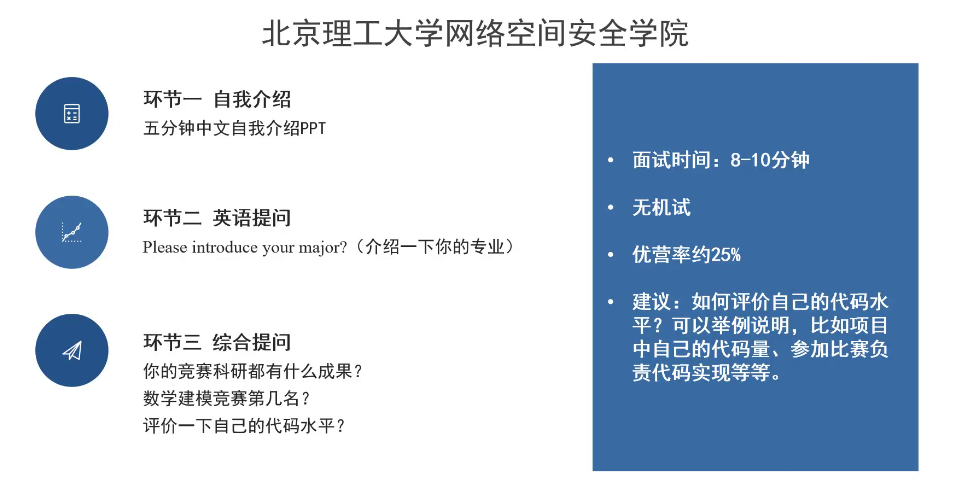 北京理工大学网络空间安全学院
环节一 自我介绍
五分钟中文自我介绍PPT
环节二 英语提问
Please introduce your major?（介绍一下你的专业）
环节三 综合提问
你的竞赛科研都有什么成果？
数学建模竞赛第几名？
评价一下自己的代码水平？
• 面试时间：8-10分钟
• 无机试
• 优营率约25%
• 建议：如何评价自己的代码水
平？可以举例说明，比如项目
中自己的代码量、参加比赛负
责代码实现等等。